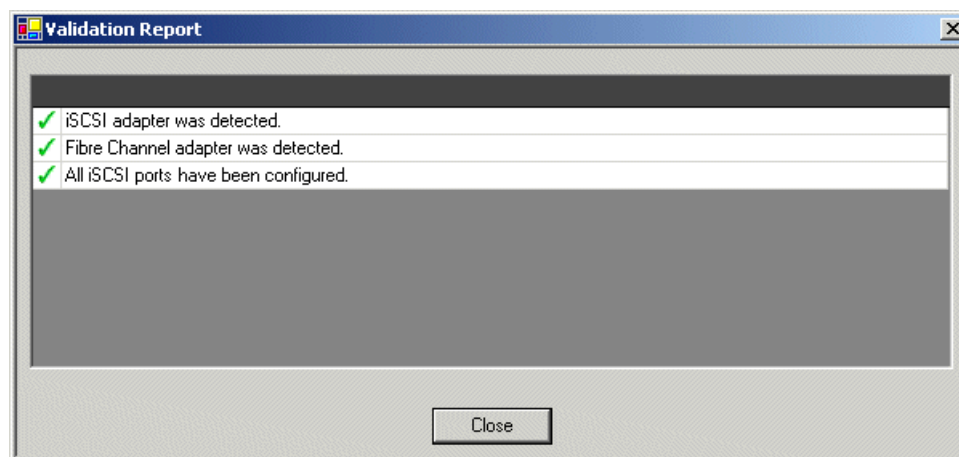 Validation Report
iSCSI adapter was detected.
Fibre Channel adapter was detected.
All iSCSI ports have been configured.
Close